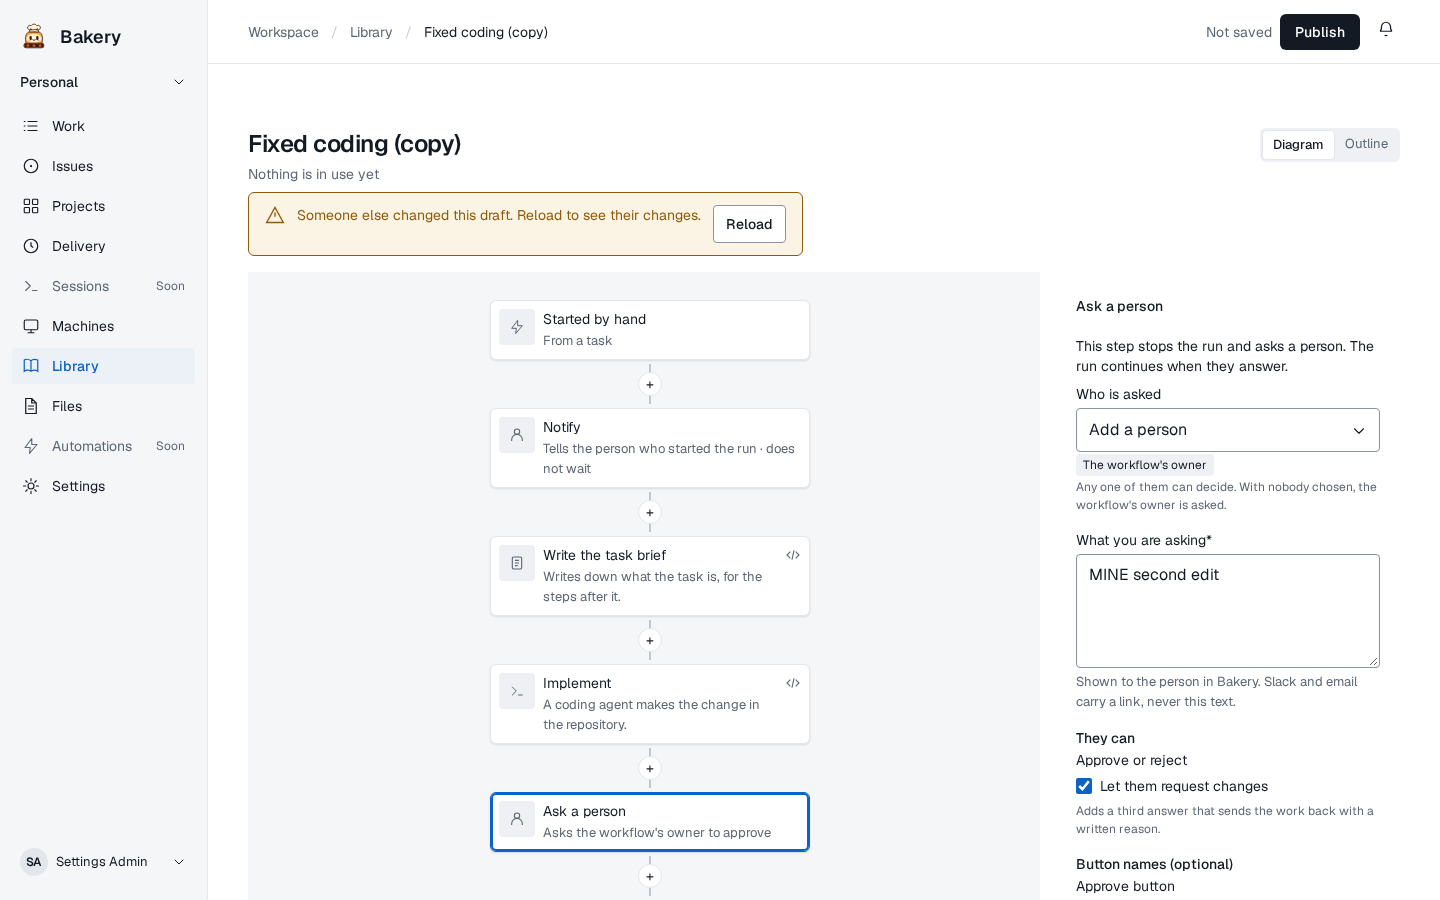 Bakery
Personal
Work
Issues
Projects
Delivery
Sessions Soon
Machines
Library
Files
Automations Soon
Settings
SA Settings Admin
Workspace / Library / Fixed coding (copy)
Not saved
Publish
Fixed coding (copy)
Nothing is in use yet
Diagram Outline
Someone else changed this draft. Reload to see their changes.
Reload
Started by hand
From a task
+
Notify
Tells the person who started the run · does
not wait
+
Write the task brief
Writes down what the task is, for the
steps after it.
+
Implement
A coding agent makes the change in
the repository.
+
Ask a person
Asks the workflow's owner to approve
+
Ask a person
This step stops the run and asks a person. The
run continues when they answer.
Who is asked
Add a person
The workflow's owner
Any one of them can decide. With nobody chosen, the
workflow's owner is asked.
What you are asking*
MINE second edit
Shown to the person in Bakery. Slack and email
carry a link, never this text.
They can
Approve or reject
Let them request changes
Adds a third answer that sends the work back with a
written reason.
Button names (optional)
Approve button